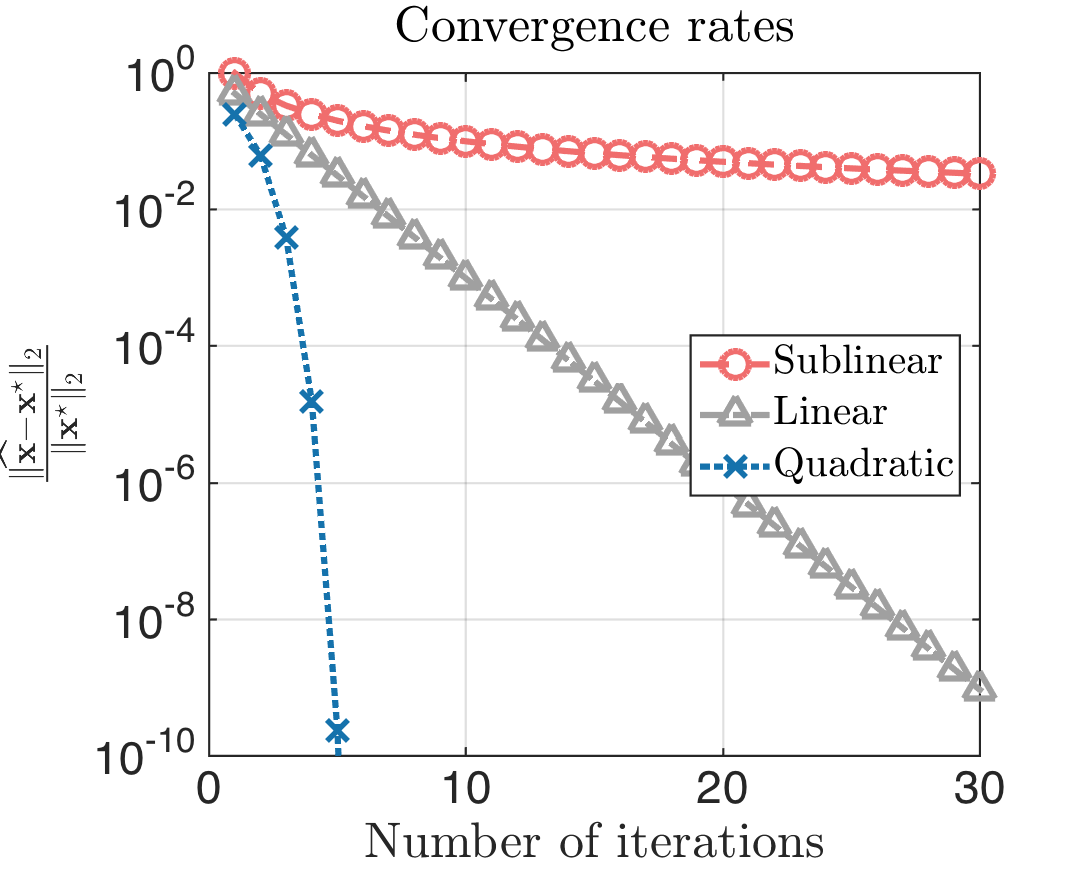 Convergence rates
10^0
10^-2
10^-4
10^-6
10^-8
10^-10
‖x̂−x⋆‖₂
‖x⋆‖₂
Sublinear
Linear
Quadratic
0 10 20 30
Number of iterations